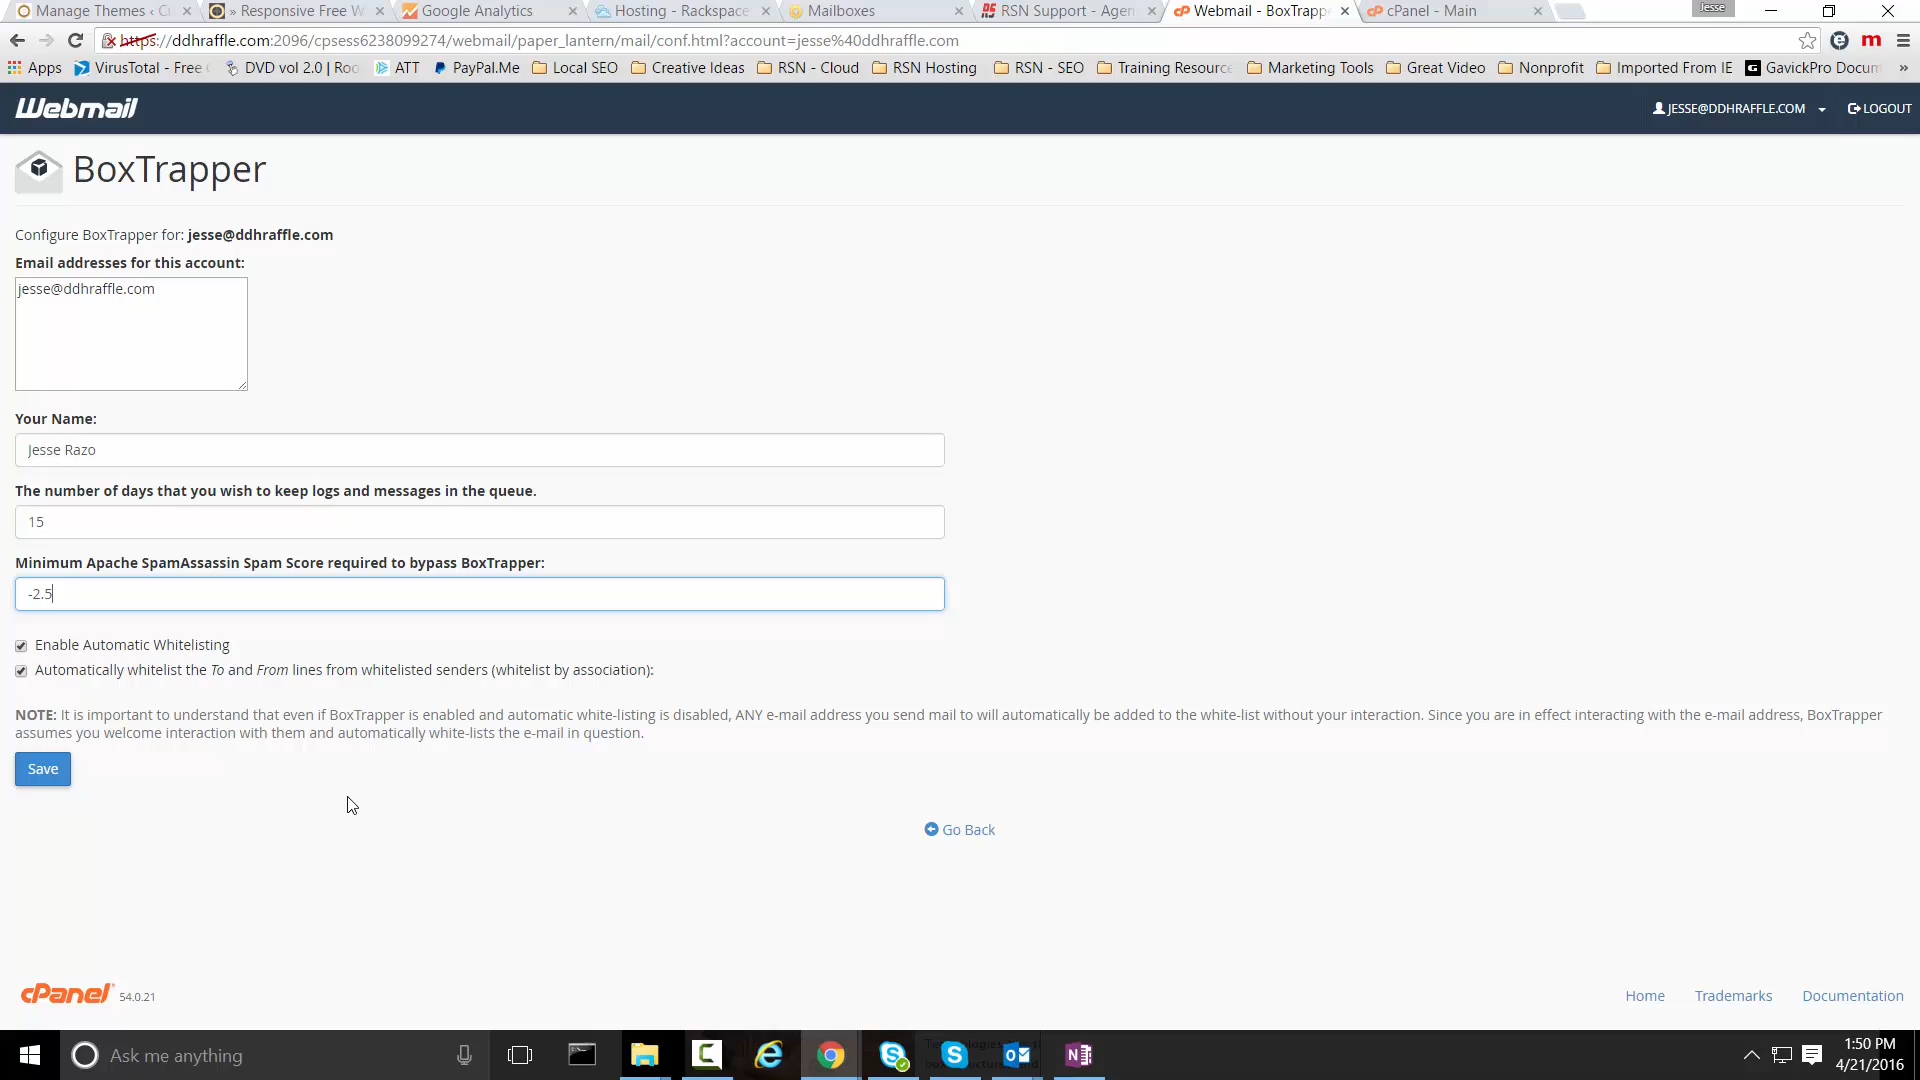 Manage Themes ‹ Cu
» Responsive Free W
Google Analytics
Hosting - Rackspace
Mailboxes
RSN Support - Agen
Webmail - BoxTrapp
cPanel - Main
Jesse
https://ddhraffle.com:2096/cpsess6238099274/webmail/paper_lantern/mail/conf.html?account=jesse%40ddhraffle.com
Apps
VirusTotal - Free
DVD vol 2.0 | Roo
ATT
PayPal.Me
Local SEO
Creative Ideas
RSN - Cloud
RSN Hosting
RSN - SEO
Training Resource
Marketing Tools
Great Video
Nonprofit
Imported From IE
GavickPro Docum
»
Webmail
JESSE@DDHRAFFLE.COM
LOGOUT
BoxTrapper
Configure BoxTrapper for: jesse@ddhraffle.com
Email addresses for this account:
jesse@ddhraffle.com
Your Name:
Jesse Razo
The number of days that you wish to keep logs and messages in the queue.
15
Minimum Apache SpamAssassin Spam Score required to bypass BoxTrapper:
-2.5
Enable Automatic Whitelisting
Automatically whitelist the To and From lines from whitelisted senders (whitelist by association):
NOTE: It is important to understand that even if BoxTrapper is enabled and automatic white-listing is disabled, ANY e-mail address you send mail to will automatically be added to the white-list without your interaction. Since you are in effect interacting with the e-mail address, BoxTrapper
assumes you welcome interaction with them and automatically white-lists the e-mail in question.
Save
Go Back
cPanel 54.0.21
Home
Trademarks
Documentation
Ask me anything
1:50 PM
4/21/2016